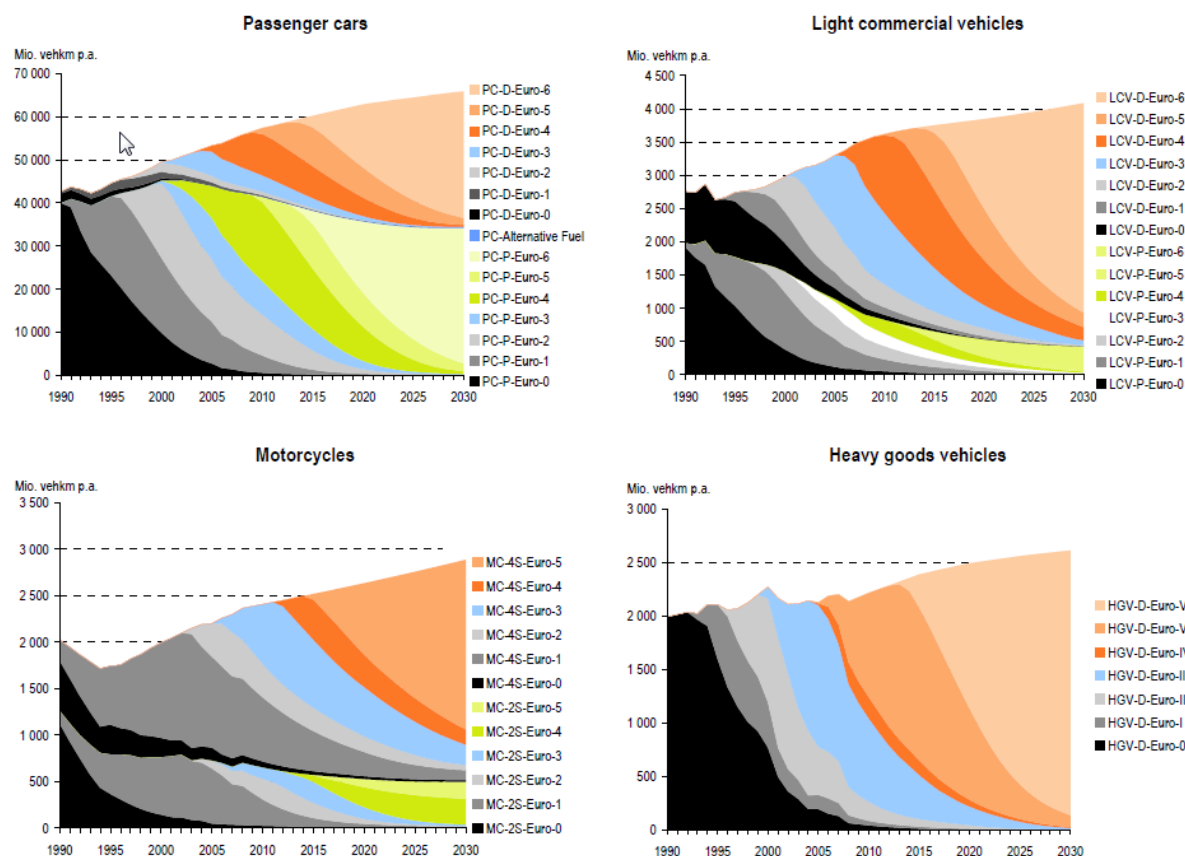 Passenger cars
Mio. vehkm p.a.
70 000
60 000
50 000
40 000
30 000
20 000
10 000
0
1990 1995 2000 2005 2010 2015 2020 2025 2030
PC-D-Euro-6
PC-D-Euro-5
PC-D-Euro-4
PC-D-Euro-3
PC-D-Euro-2
PC-D-Euro-1
PC-D-Euro-0
PC-Alternative Fuel
PC-P-Euro-6
PC-P-Euro-5
PC-P-Euro-4
PC-P-Euro-3
PC-P-Euro-2
PC-P-Euro-1
PC-P-Euro-0
Light commercial vehicles
Mio. vehkm p.a.
4 500
4 000
3 500
3 000
2 500
2 000
1 500
1 000
500
0
1990 1995 2000 2005 2010 2015 2020 2025 2030
LCV-D-Euro-6
LCV-D-Euro-5
LCV-D-Euro-4
LCV-D-Euro-3
LCV-D-Euro-2
LCV-D-Euro-1
LCV-D-Euro-0
LCV-P-Euro-6
LCV-P-Euro-5
LCV-P-Euro-4
LCV-P-Euro-3
LCV-P-Euro-2
LCV-P-Euro-1
LCV-P-Euro-0
Motorcycles
Mio. vehkm p.a.
3 500
3 000
2 500
2 000
1 500
1 000
500
0
1990 1995 2000 2005 2010 2015 2020 2025 2030
MC-4S-Euro-5
MC-4S-Euro-4
MC-4S-Euro-3
MC-4S-Euro-2
MC-4S-Euro-1
MC-4S-Euro-0
MC-2S-Euro-5
MC-2S-Euro-4
MC-2S-Euro-3
MC-2S-Euro-2
MC-2S-Euro-1
MC-2S-Euro-0
Heavy goods vehicles
Mio. vehkm p.a.
3 000
2 500
2 000
1 500
1 000
500
0
1990 1995 2000 2005 2010 2015 2020 2025 2030
HGV-D-Euro-V
HGV-D-Euro-V
HGV-D-Euro-IV
HGV-D-Euro-II
HGV-D-Euro-II
HGV-D-Euro-I
HGV-D-Euro-0